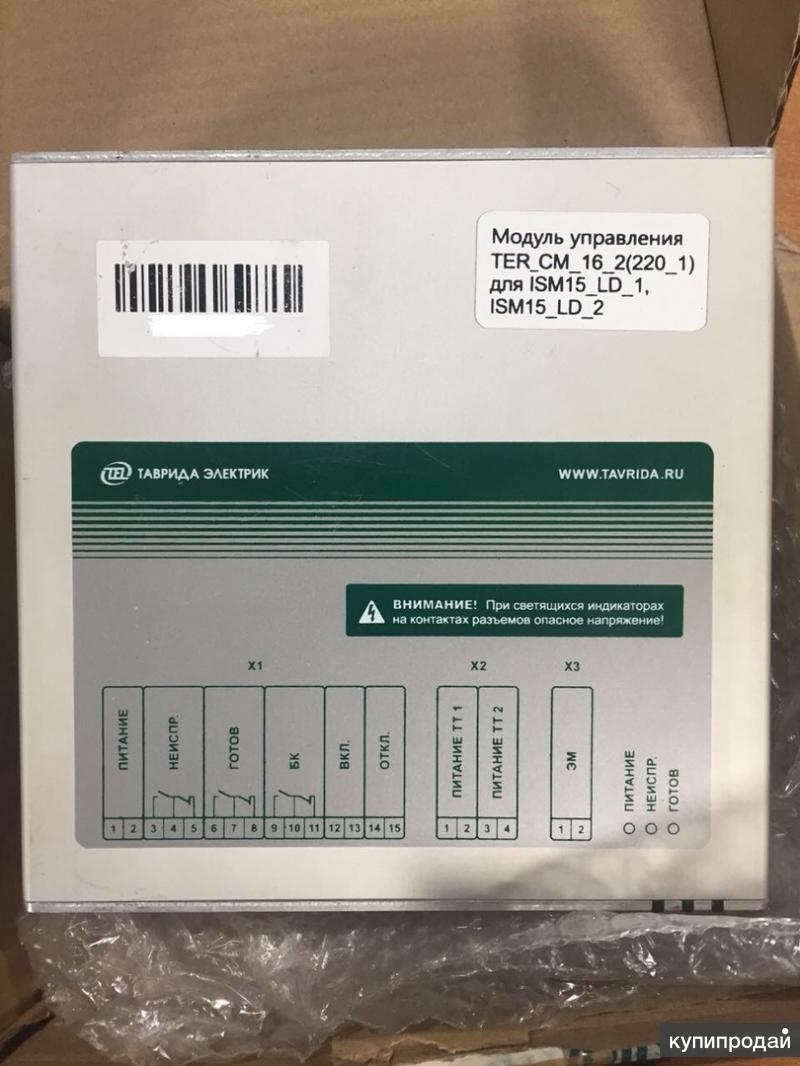 Модуль управления
TER_CM_16_2(220_1)
для ISM15_LD_1,
ISM15_LD_2
TEL ТАВРИДА ЭЛЕКТРИК
WWW.TAVRIDA.RU
ВНИМАНИЕ! При светящихся индикаторах
на контактах разъемов опасное напряжение!
X1
ПИТАНИЕ
НЕИСПР.
ГОТОВ
БК
ВКЛ.
ОТКЛ.
1 2 3 4 5 6 7 8 9 10 11 12 13 14 15
X2
ПИТАНИЕ ТТ 1
ПИТАНИЕ ТТ 2
1 2 3 4
X3
ЭМ
1 2
ПИТАНИЕ
НЕИСПР.
ГОТОВ
купипродай